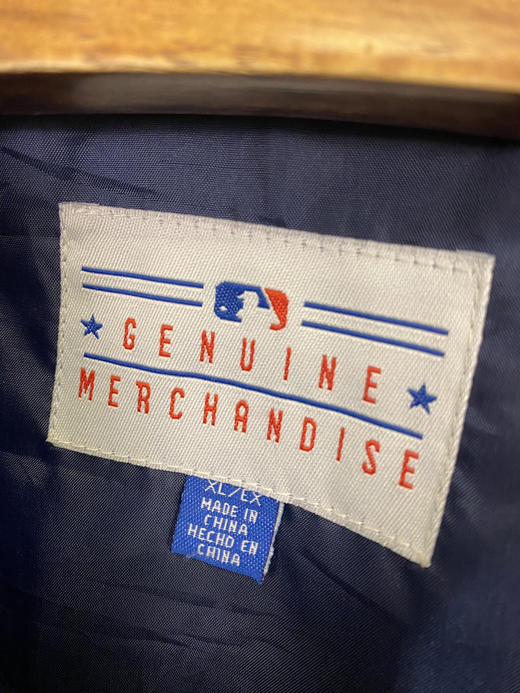 GENUINE
MERCHANDISE
XL/EX
MADE IN
CHINA
HECHO EN
CHINA